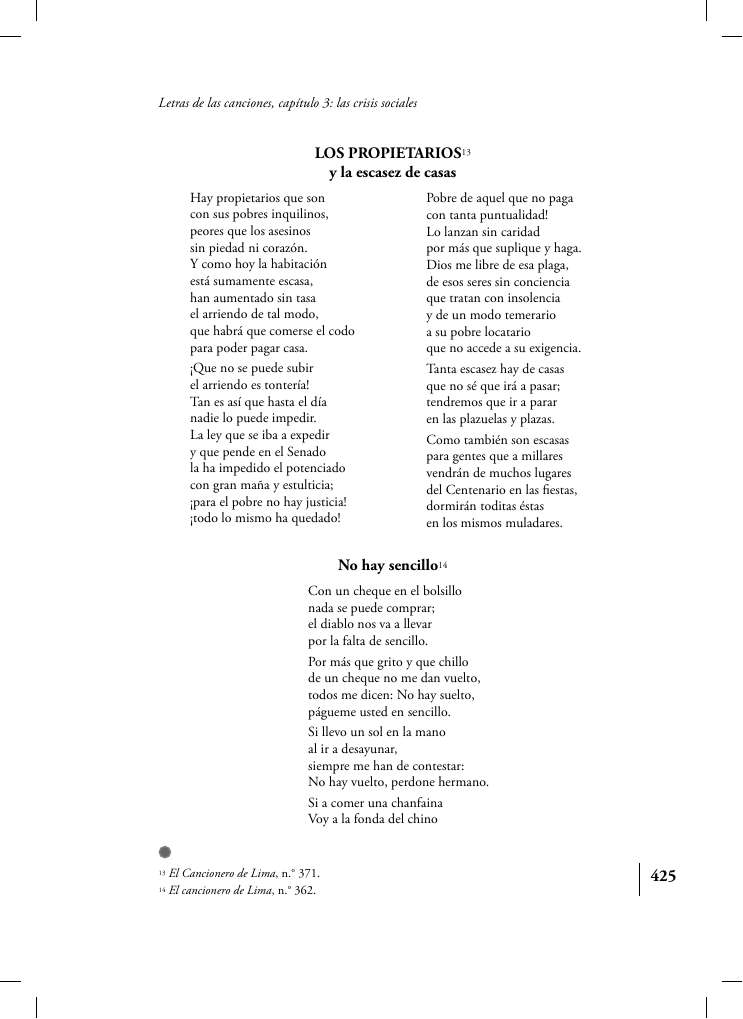 Letras de las canciones, capítulo 3: las crisis sociales
LOS PROPIETARIOS13
y la escasez de casas
Hay propietarios que son
con sus pobres inquilinos,
peores que los asesinos
sin piedad ni corazón.
Y como hoy la habitación
está sumamente escasa,
han aumentado sin tasa
el arriendo de tal modo,
que habrá que comerse el codo
para poder pagar casa.
¡Que no se puede subir
el arriendo es tontería!
Tan es así que hasta el día
nadie lo puede impedir.
La ley que se iba a expedir
y que pende en el Senado
la ha impedido el potenciado
con gran maña y estulticia;
¡para el pobre no hay justicia!
¡todo lo mismo ha quedado!
Pobre de aquel que no paga
con tanta puntualidad!
Lo lanzan sin caridad
por más que suplique y haga.
Dios me libre de esa plaga,
de esos seres sin conciencia
que tratan con insolencia
y de un modo temerario
a su pobre locatario
que no accede a su exigencia.
Tanta escasez hay de casas
que no sé que irá a pasar;
tendremos que ir a parar
en las plazuelas y plazas.
Como también son escasas
para gentes que a millares
vendrán de muchos lugares
del Centenario en las fiestas,
dormirán toditas éstas
en los mismos muladares.
No hay sencillo14
Con un cheque en el bolsillo
nada se puede comprar;
el diablo nos va a llevar
por la falta de sencillo.
Por más que grito y que chillo
de un cheque no me dan vuelto,
todos me dicen: No hay suelto,
págueme usted en sencillo.
Si llevo un sol en la mano
al ir a desayunar,
siempre me han de contestar:
No hay vuelto, perdone hermano.
Si a comer una chanfaina
Voy a la fonda del chino
13 El Cancionero de Lima, n.° 371.
14 El cancionero de Lima, n.° 362.
425